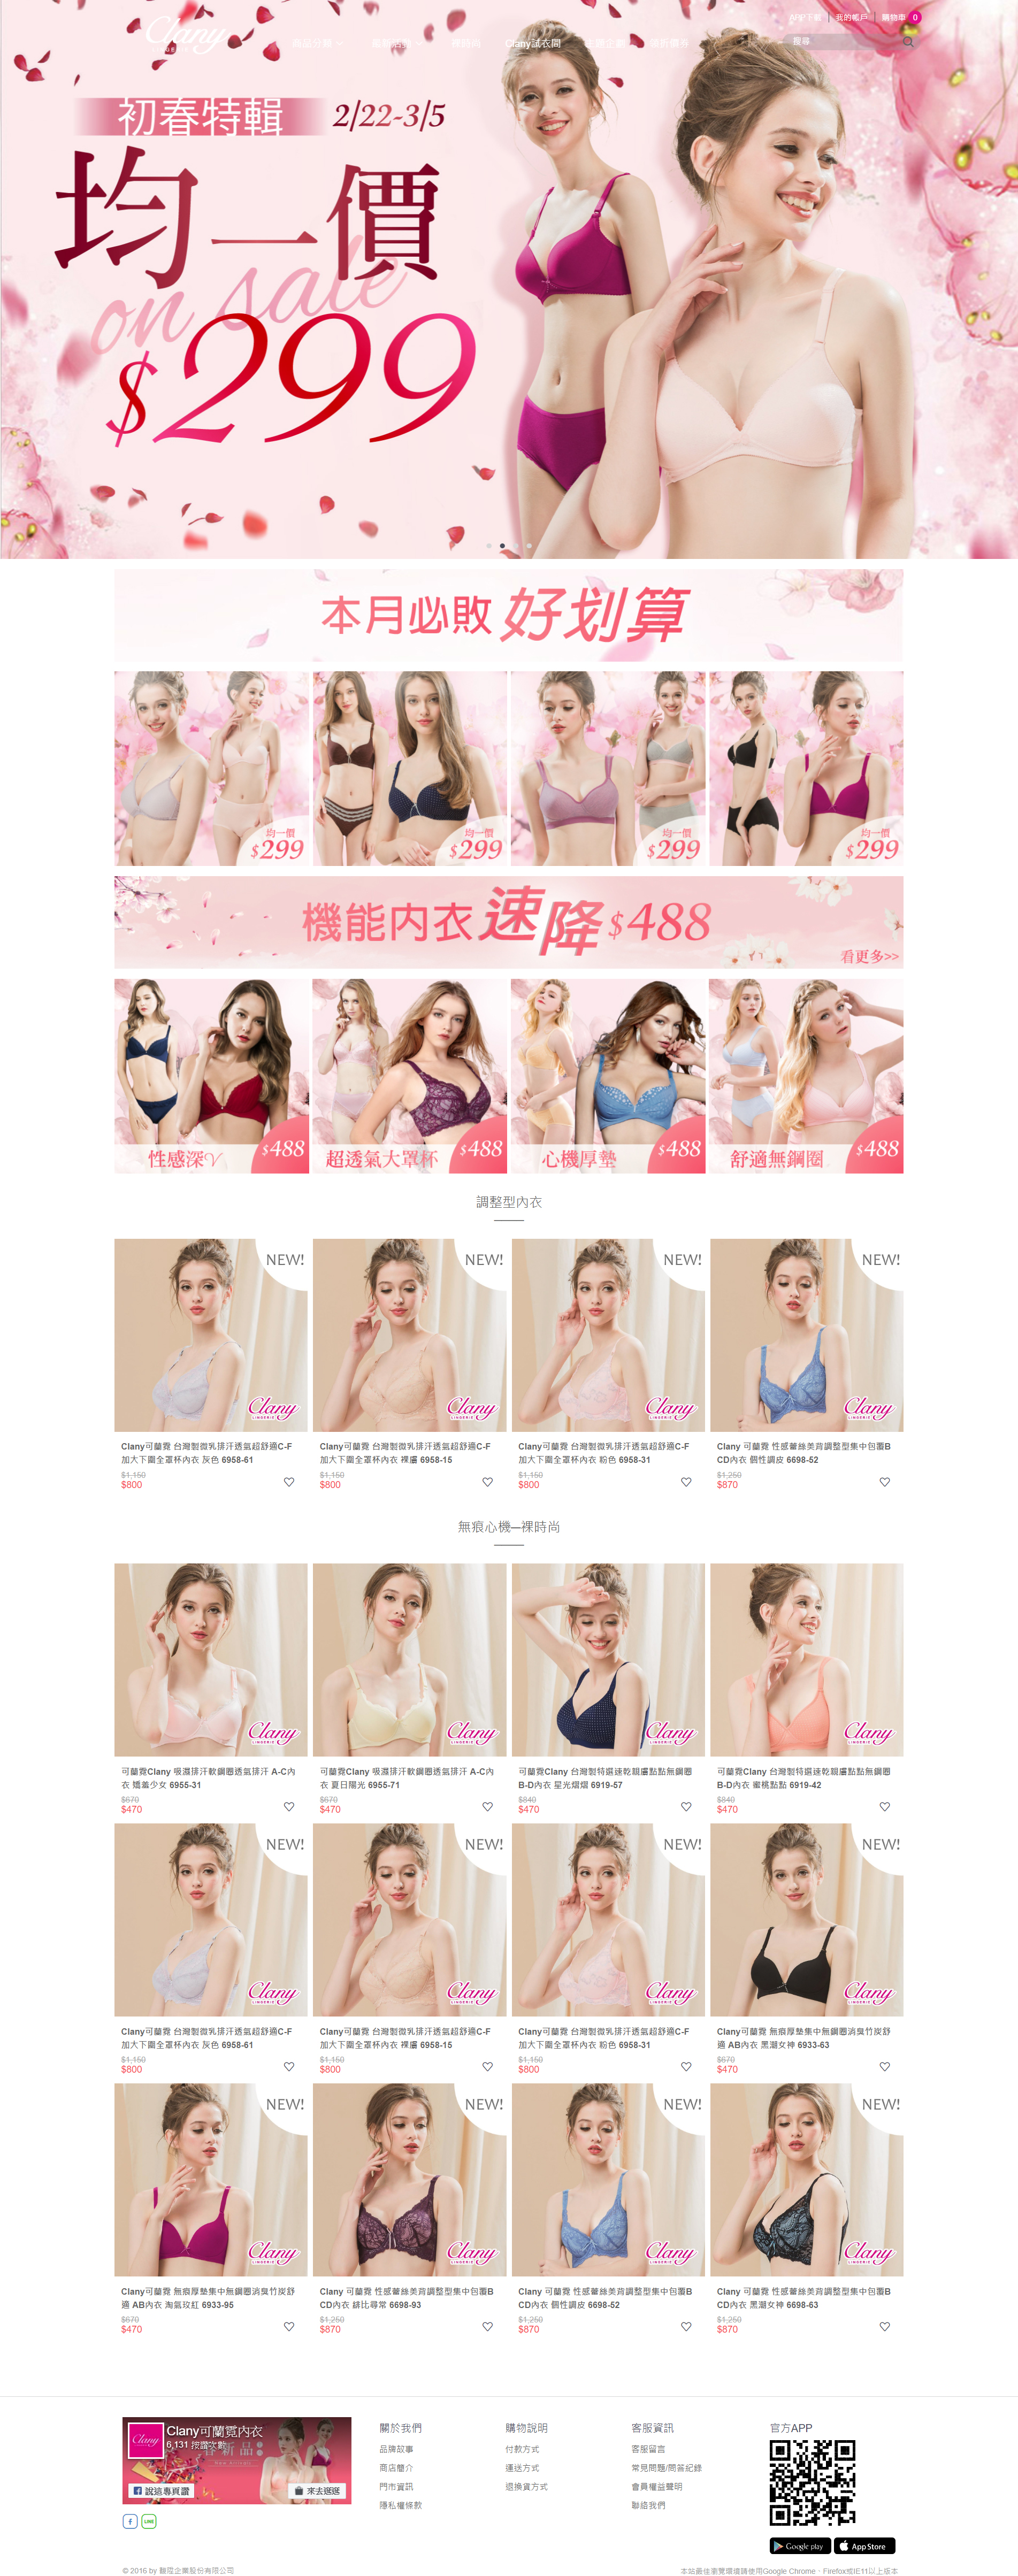 Clany
LINGERIE
APP下載
我的帳戶
購物車 0
商品分類
Clany試衣間
搜尋
初春特輯 2/22-3/5
均一價
on sale
$299
本月必敗好划算
均一價
$299
均一價
$299
均一價
$299
均一價
$299
機能內衣速降$488
看更多>>
性感深V $488
超透氣大罩杯 $488
心機厚墊 $488
舒適無鋼圈 $488
調整型內衣
NEW!
Clany
LINGERIE
NEW!
Clany
LINGERIE
NEW!
Clany
LINGERIE
NEW!
Clany
LINGERIE
Clany可蘭霓 台灣製微乳排汗透氣超舒適C-F
加大下圍全罩杯內衣 灰色 6958-61
$1,150
$800
Clany可蘭霓 台灣製微乳排汗透氣超舒適C-F
加大下圍全罩杯內衣 裸膚 6958-15
$1,150
$800
Clany可蘭霓 台灣製微乳排汗透氣超舒適C-F
加大下圍全罩杯內衣 粉色 6958-31
$1,150
$800
Clany 可蘭霓 性感蕾絲美背調整型集中包覆B
CD內衣 個性調皮 6698-52
$1,250
$870
無痕心機—裸時尚
Clany
LINGERIE
Clany
LINGERIE
Clany
LINGERIE
Clany
LINGERIE
可蘭霓Clany 吸濕排汗軟鋼圈透氣排汗 A-C內
衣 嬌羞少女 6955-31
$670
$470
可蘭霓Clany 吸濕排汗軟鋼圈透氣排汗 A-C內
衣 夏日陽光 6955-71
$670
$470
可蘭霓Clany 台灣製特選速乾親膚點點無鋼圈
B-D內衣 星光熠熠 6919-57
$840
$470
可蘭霓Clany 台灣製特選速乾親膚點點無鋼圈
B-D內衣 蜜桃點點 6919-42
$840
$470
NEW!
Clany
LINGERIE
NEW!
Clany
LINGERIE
NEW!
Clany
LINGERIE
NEW!
Clany
LINGERIE
Clany可蘭霓 台灣製微乳排汗透氣超舒適C-F
加大下圍全罩杯內衣 灰色 6958-61
$1,150
$800
Clany可蘭霓 台灣製微乳排汗透氣超舒適C-F
加大下圍全罩杯內衣 裸膚 6958-15
$1,150
$800
Clany可蘭霓 台灣製微乳排汗透氣超舒適C-F
加大下圍全罩杯內衣 粉色 6958-31
$1,150
$800
Clany可蘭霓 無痕厚墊集中無鋼圈消臭竹炭舒
適 AB內衣 黑潮女神 6933-63
$670
$470
NEW!
Clany
LINGERIE
NEW!
Clany
LINGERIE
NEW!
Clany
LINGERIE
NEW!
Clany
LINGERIE
Clany可蘭霓 無痕厚墊集中無鋼圈消臭竹炭舒
適 AB內衣 淘氣玫紅 6933-95
$670
$470
Clany 可蘭霓 性感蕾絲美背調整型集中包覆B
CD內衣 緋比尋常 6698-93
$1,250
$870
Clany 可蘭霓 性感蕾絲美背調整型集中包覆B
CD內衣 個性調皮 6698-52
$1,250
$870
Clany 可蘭霓 性感蕾絲美背調整型集中包覆B
CD內衣 黑潮女神 6698-63
$1,250
$870
Clany
Clany可蘭霓內衣
6,131 按讚次數
說這專頁讚
來去逛逛
LINE
關於我們
品牌故事
商店簡介
門市資訊
隱私權條款
購物說明
付款方式
運送方式
退換貨方式
客服資訊
客服留言
常見問題/問答紀錄
會員權益聲明
聯絡我們
官方APP
Google play
App Store
© 2016 by 馥陞企業股份有限公司
本站最佳瀏覽環境請使用Google Chrome、Firefox或IE11以上版本